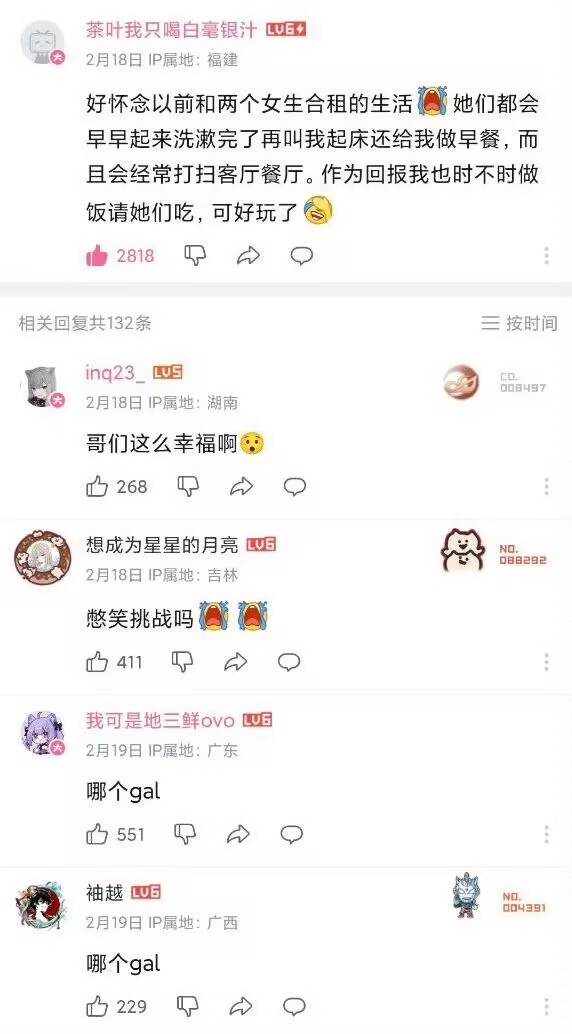 茶叶我只喝白毫银汁 LV6
2月18日 IP属地：福建
好怀念以前和两个女生合租的生活😭她们都会
早早起来洗漱完了再叫我起床还给我做早餐，而
且会经常打扫客厅餐厅。作为回报我也时不时做
饭请她们吃，可好玩了
2818
相关回复共132条
按时间
inq23_ LV5
CD.
008497
2月18日 IP属地：湖南
哥们这么幸福啊😯
268
想成为星星的月亮 LV6
NO.
088292
2月18日 IP属地：吉林
憋笑挑战吗😭😭
411
我可是地三鲜ovo LV6
2月19日 IP属地：广东
哪个gal
551
袖越 LV6
NO.
004391
2月19日 IP属地：广西
哪个gal
229